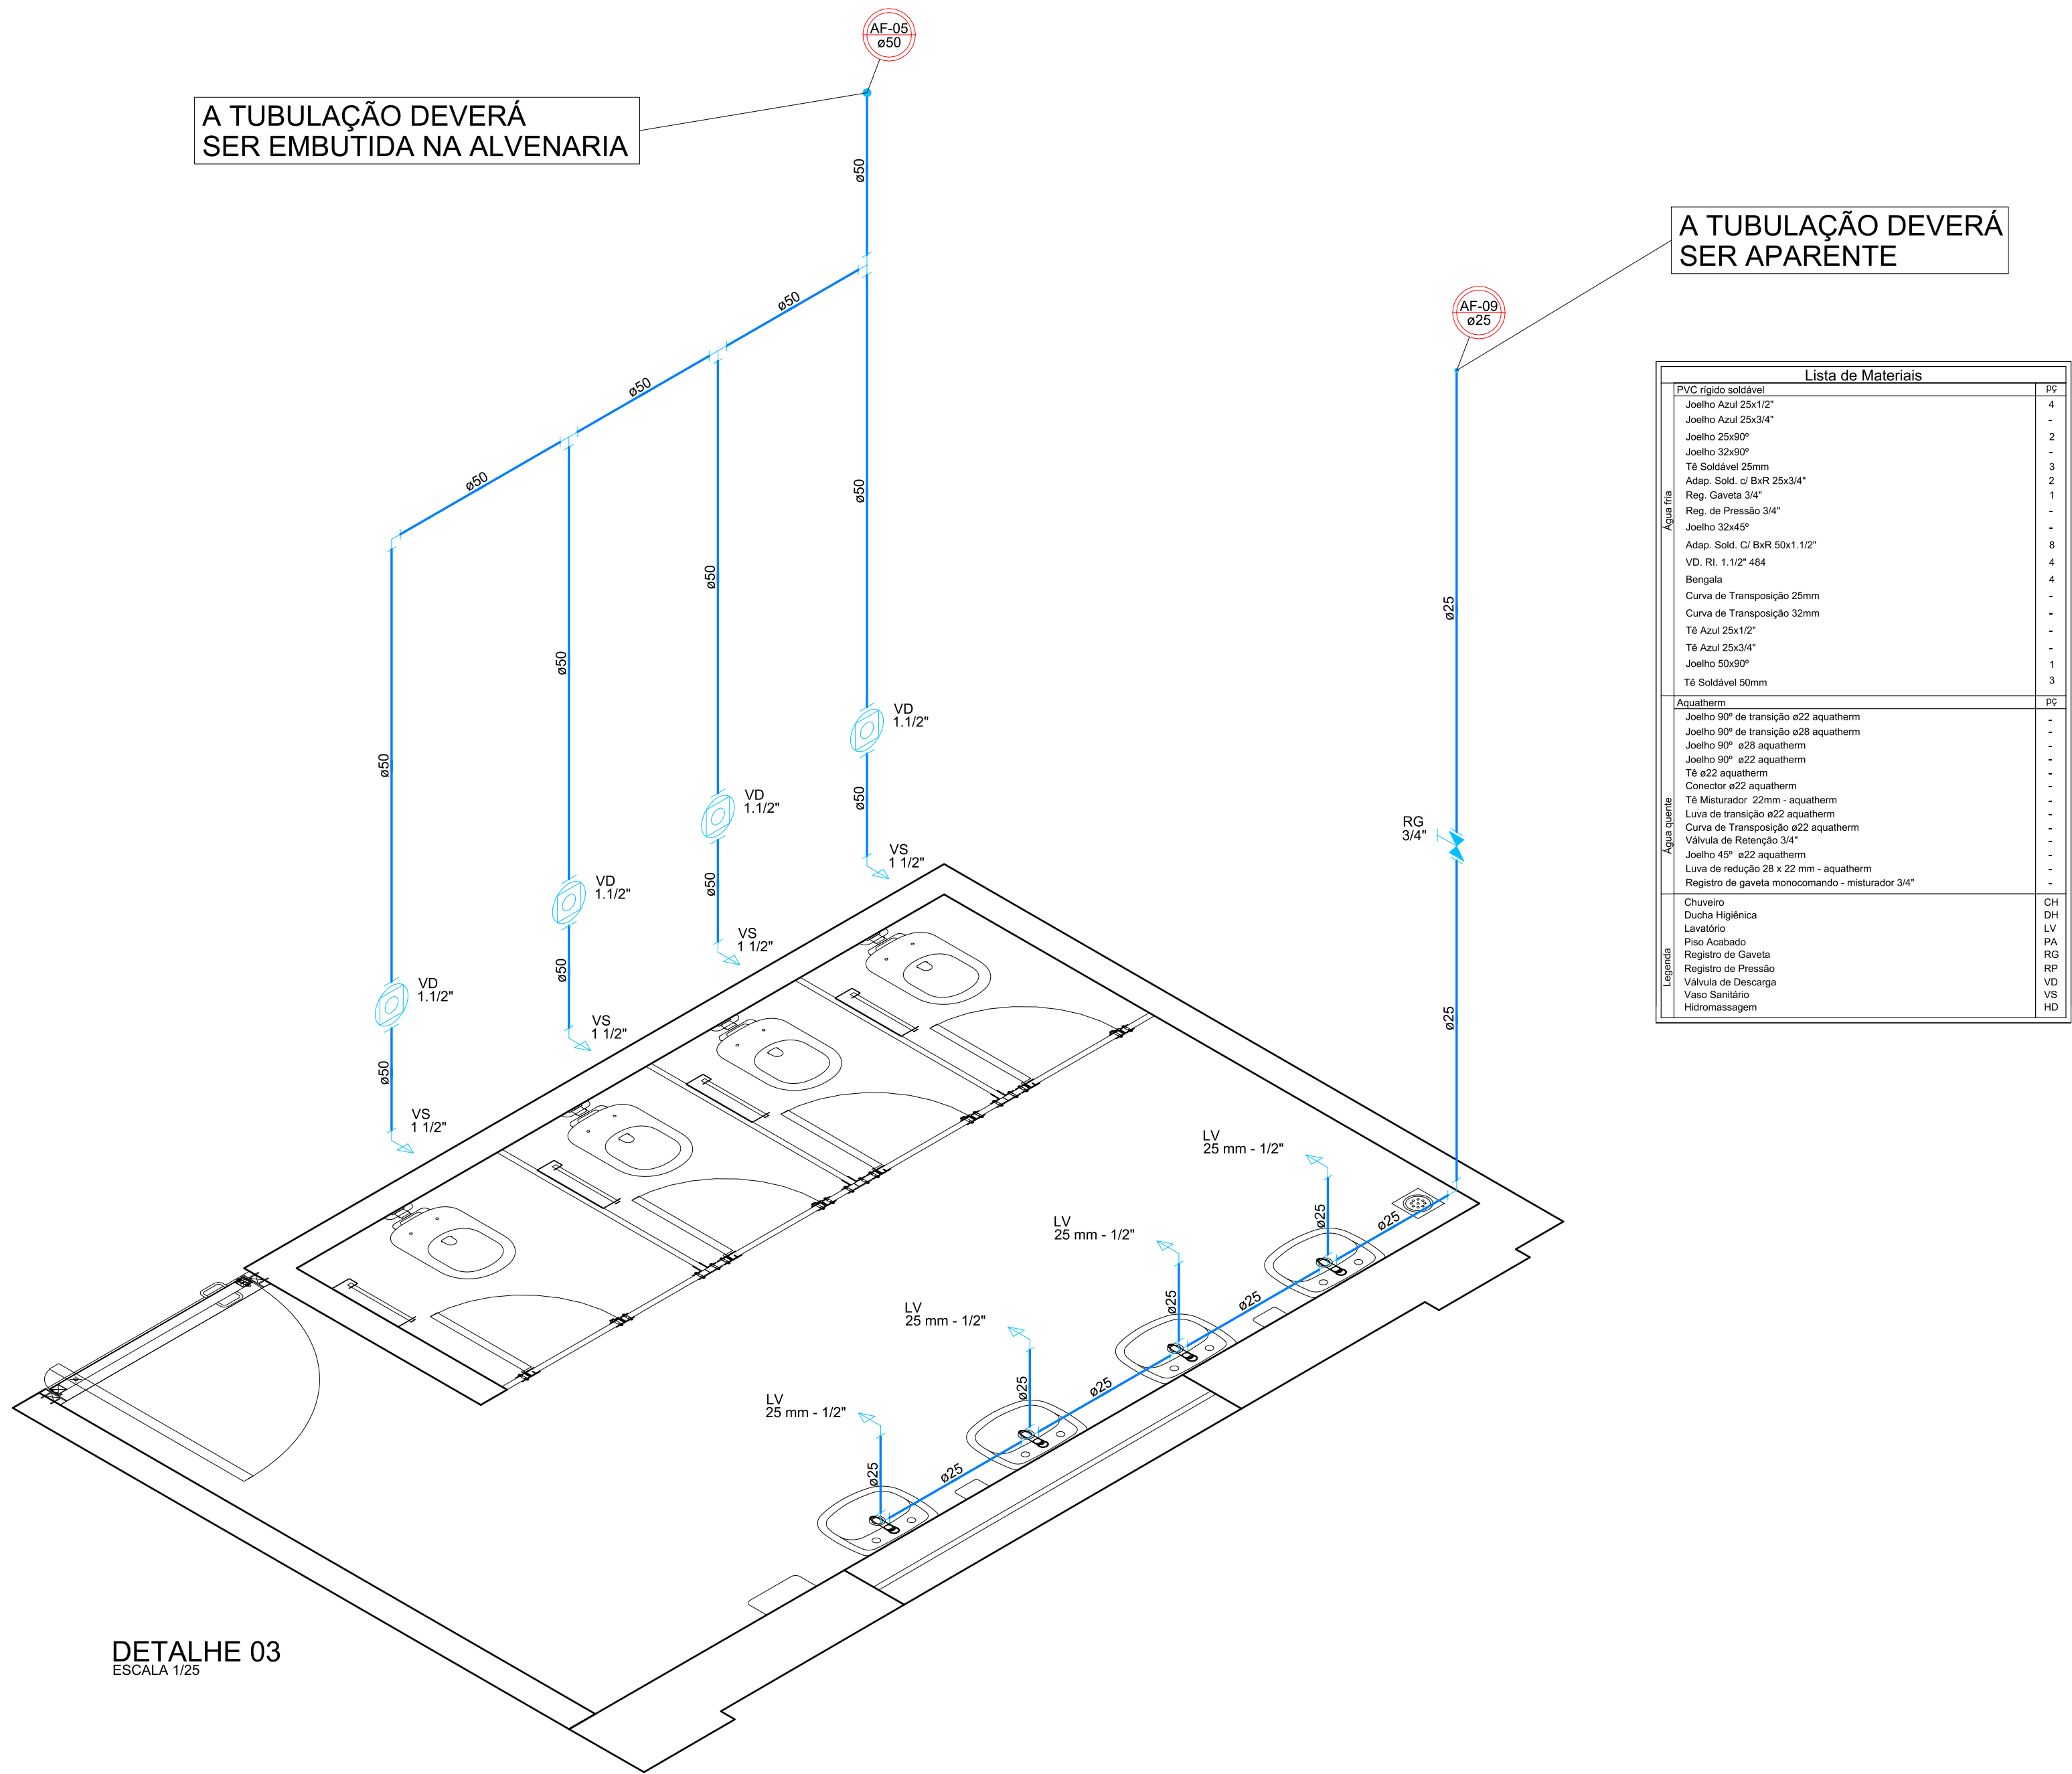 AF-05
ø50
A TUBULAÇÃO DEVERÁ
SER EMBUTIDA NA ALVENARIA
ø50
ø50
ø50
ø50
ø50
ø50
ø50
ø50
VD
1.1/2"
VD
1.1/2"
VD
1.1/2"
VD
1.1/2"
ø50
ø50
ø50
ø50
VS
1 1/2"
VS
1 1/2"
VS
1 1/2"
VS
1 1/2"
A TUBULAÇÃO DEVERÁ
SER APARENTE
AF-09
ø25
ø25
RG
3/4"
ø25
LV
25 mm - 1/2"
ø25
ø25
LV
25 mm - 1/2"
ø25
ø25
LV
25 mm - 1/2"
ø25
ø25
LV
25 mm - 1/2"
ø25
ø25
Lista de Materiais
Água fria
PVC rígido soldável pç
Joelho Azul 25x1/2" 4
Joelho Azul 25x3/4" -
Joelho 25x90º 2
Joelho 32x90º -
Tê Soldável 25mm 3
Adap. Sold. c/ BxR 25x3/4" 2
Reg. Gaveta 3/4" 1
Reg. de Pressão 3/4" -
Joelho 32x45º -
Adap. Sold. C/ BxR 50x1.1/2" 8
VD. RI. 1.1/2" 484 4
Bengala 4
Curva de Transposição 25mm -
Curva de Transposição 32mm -
Tê Azul 25x1/2" -
Tê Azul 25x3/4" -
Joelho 50x90º 1
Tê Soldável 50mm 3
Água quente
Aquatherm pç
Joelho 90º de transição ø22 aquatherm -
Joelho 90º de transição ø28 aquatherm -
Joelho 90º ø28 aquatherm -
Joelho 90º ø22 aquatherm -
Tê ø22 aquatherm -
Conector ø22 aquatherm -
Tê Misturador 22mm - aquatherm -
Luva de transição ø22 aquatherm -
Curva de Transposição ø22 aquatherm -
Válvula de Retenção 3/4" -
Joelho 45º ø22 aquatherm -
Luva de redução 28 x 22 mm - aquatherm -
Registro de gaveta monocomando - misturador 3/4" -
Legenda
Chuveiro CH
Ducha Higiênica DH
Lavatório LV
Piso Acabado PA
Registro de Gaveta RG
Registro de Pressão RP
Válvula de Descarga VD
Vaso Sanitário VS
Hidromassagem HD
DETALHE 03
ESCALA 1/25